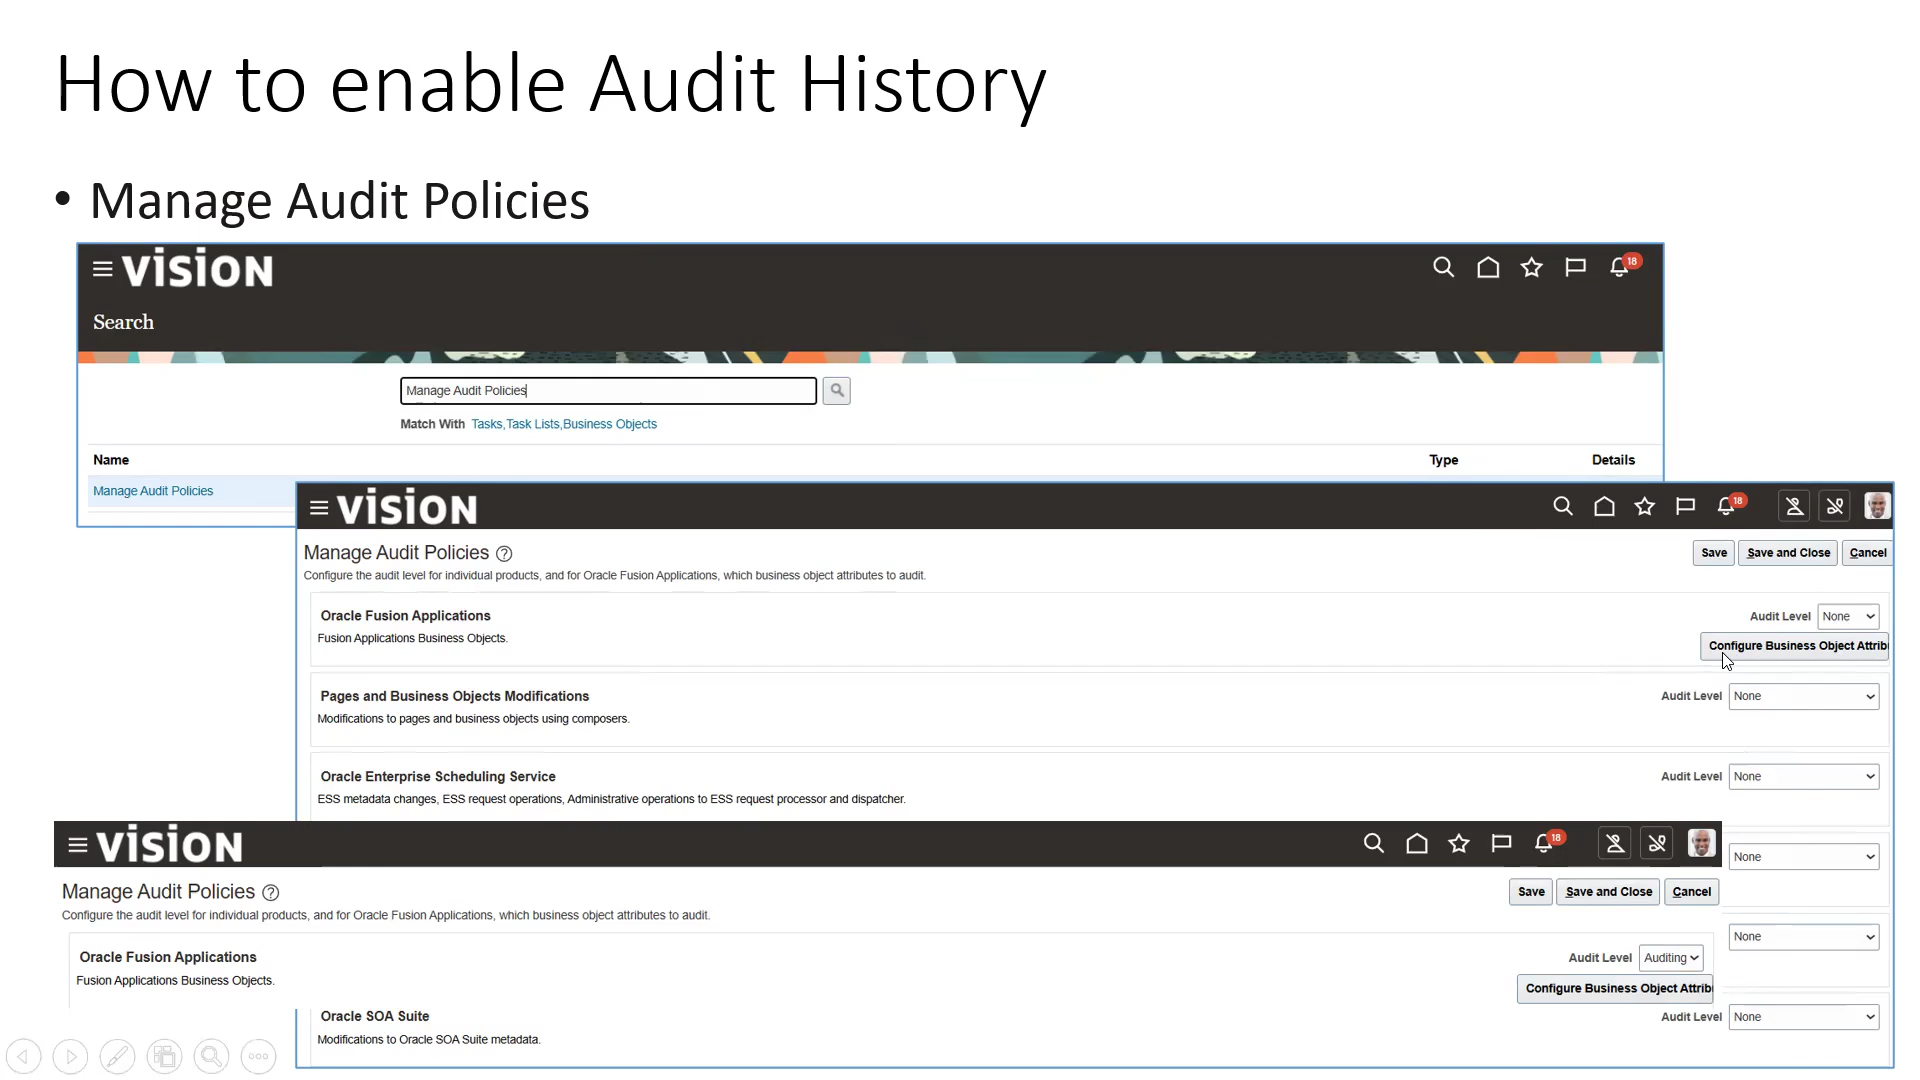 How to enable Audit History
• Manage Audit Policies
VISION
18
Search
Manage Audit Policies
Match With Tasks,Task Lists,Business Objects
Name Type Details
Manage Audit Policies
VISION
18
Manage Audit Policies ?
Save Save and Close Cancel
Configure the audit level for individual products, and for Oracle Fusion Applications, which business object attributes to audit.
Oracle Fusion Applications
Audit Level None
Fusion Applications Business Objects.
Configure Business Object Attrib
Pages and Business Objects Modifications
Audit Level None
Modifications to pages and business objects using composers.
Oracle Enterprise Scheduling Service
Audit Level None
ESS metadata changes, ESS request operations, Administrative operations to ESS request processor and dispatcher.
VISION
18
None
Manage Audit Policies ?
Save Save and Close Cancel
Configure the audit level for individual products, and for Oracle Fusion Applications, which business object attributes to audit.
None
Oracle Fusion Applications
Audit Level Auditing
Fusion Applications Business Objects.
Configure Business Object Attrib
Oracle SOA Suite
Audit Level None
Modifications to Oracle SOA Suite metadata.